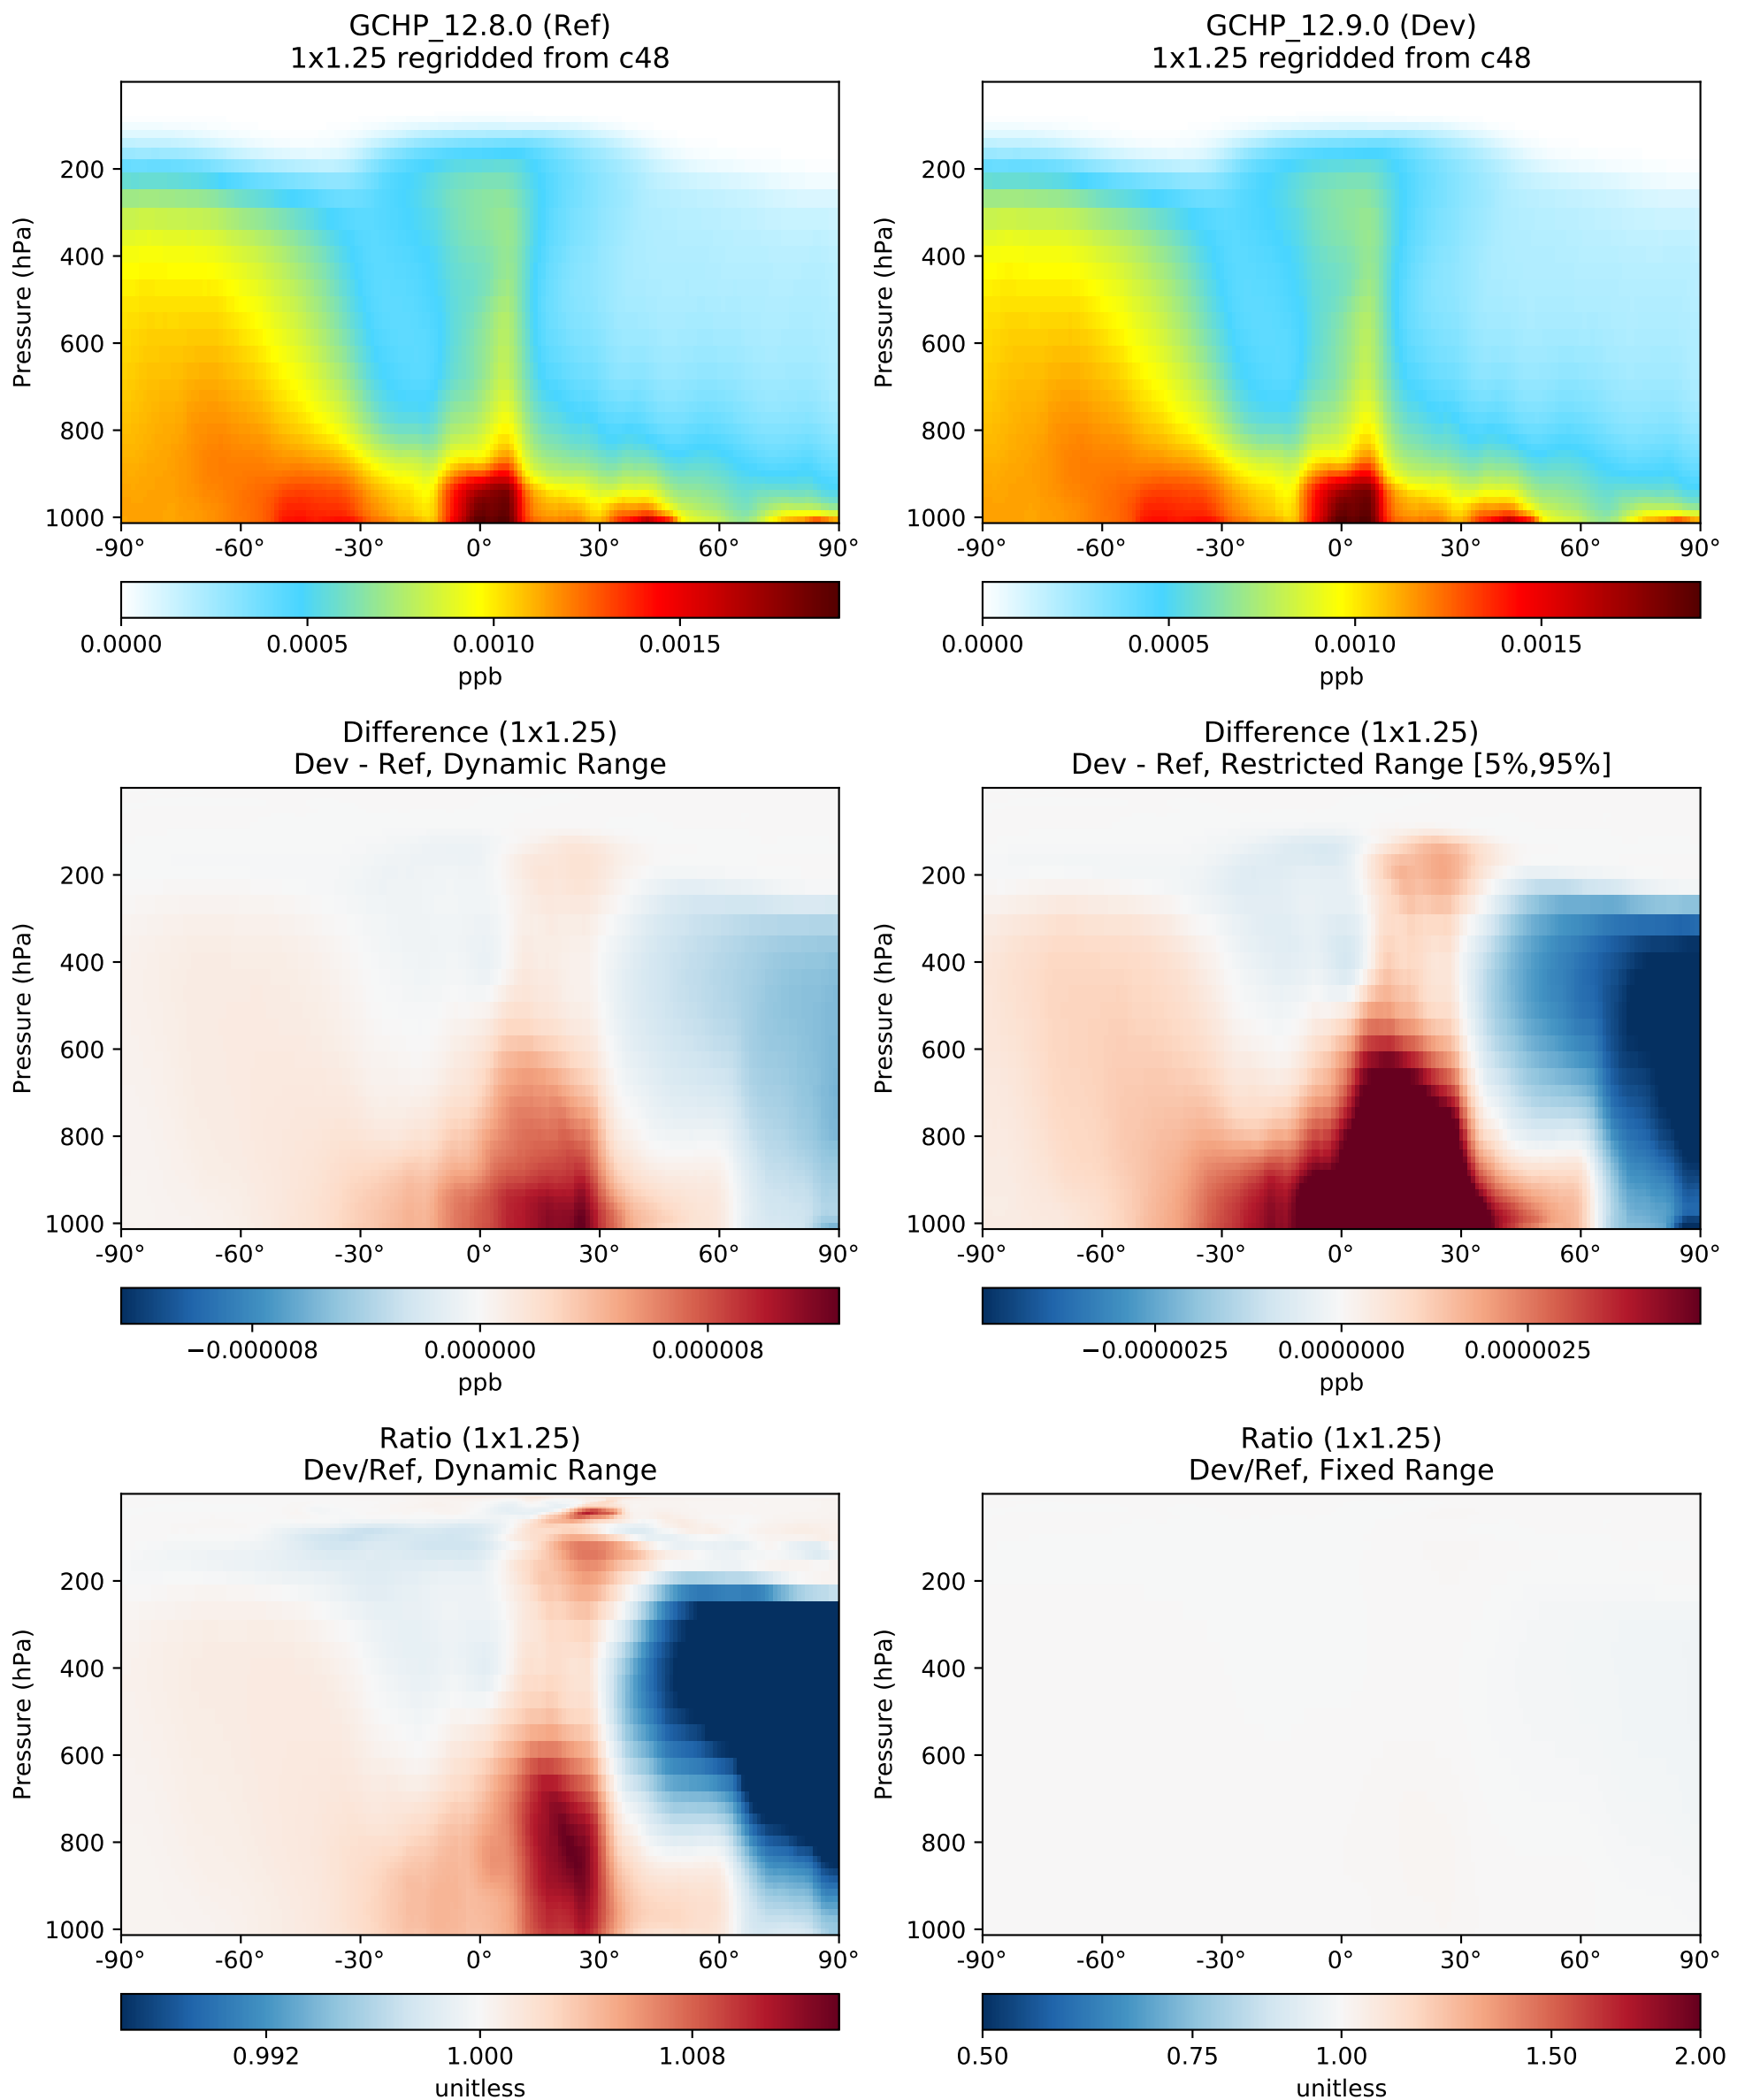 GCHP_12.8.0 (Ref)
1x1.25 regridded from c48
Pressure (hPa)
200
400
600
800
1000
-90° -60° -30° 0° 30° 60° 90°
0.0000 0.0005 0.0010 0.0015
ppb
GCHP_12.9.0 (Dev)
1x1.25 regridded from c48
Pressure (hPa)
200
400
600
800
1000
-90° -60° -30° 0° 30° 60° 90°
0.0000 0.0005 0.0010 0.0015
ppb
Difference (1x1.25)
Dev - Ref, Dynamic Range
Pressure (hPa)
200
400
600
800
1000
-90° -60° -30° 0° 30° 60° 90°
−0.000008 0.000000 0.000008
ppb
Difference (1x1.25)
Dev - Ref, Restricted Range [5%,95%]
Pressure (hPa)
200
400
600
800
1000
-90° -60° -30° 0° 30° 60° 90°
−0.0000025 0.0000000 0.0000025
ppb
Ratio (1x1.25)
Dev/Ref, Dynamic Range
Pressure (hPa)
200
400
600
800
1000
-90° -60° -30° 0° 30° 60° 90°
0.992 1.000 1.008
unitless
Ratio (1x1.25)
Dev/Ref, Fixed Range
Pressure (hPa)
200
400
600
800
1000
-90° -60° -30° 0° 30° 60° 90°
0.50 0.75 1.00 1.50 2.00
unitless